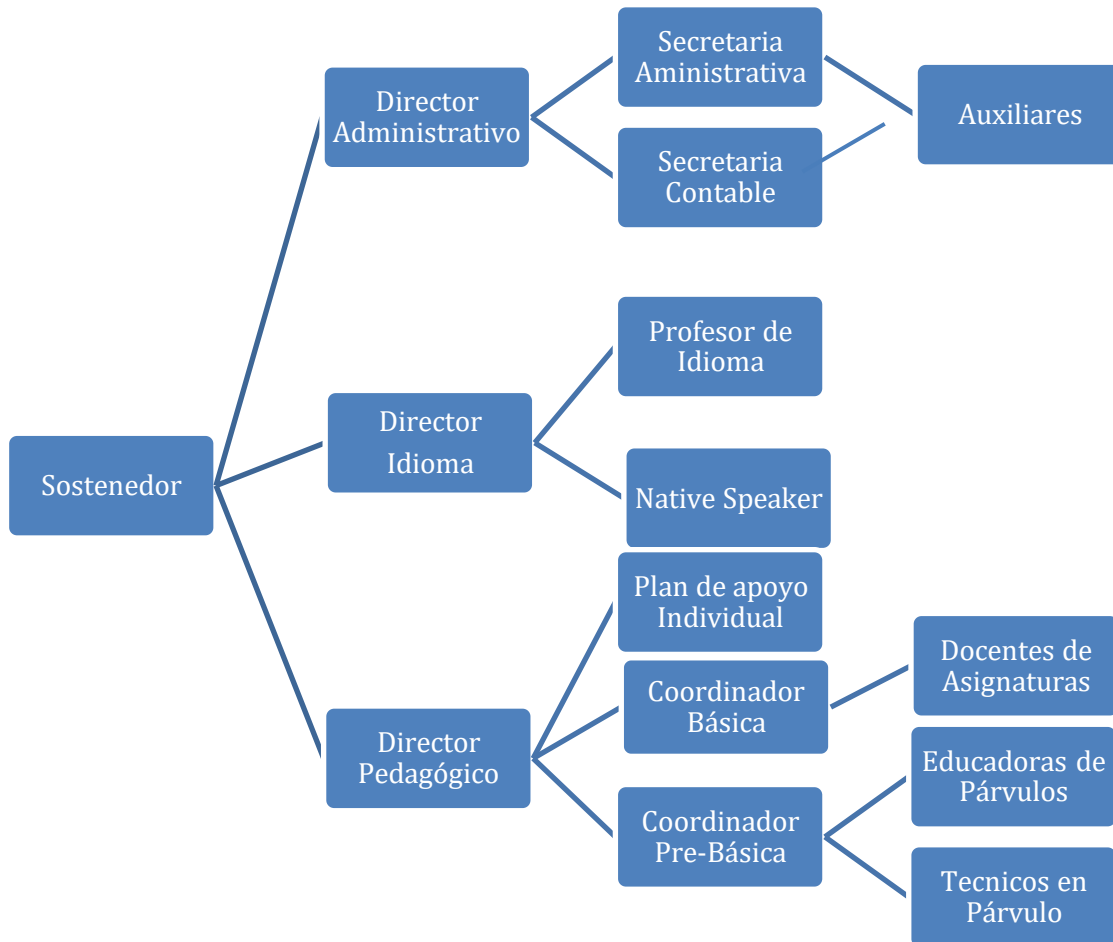 Secretaria
Aministrativa
Director
Administrativo
Auxiliares
Secretaria
Contable
Profesor de
Idioma
Director
Idioma
Sostenedor
Native Speaker
Plan de apoyo
Individual
Docentes de
Asignaturas
Coordinador
Básica
Director
Pedagógico
Educadoras de
Párvulos
Coordinador
Pre-Básica
Tecnicos en
Párvulo